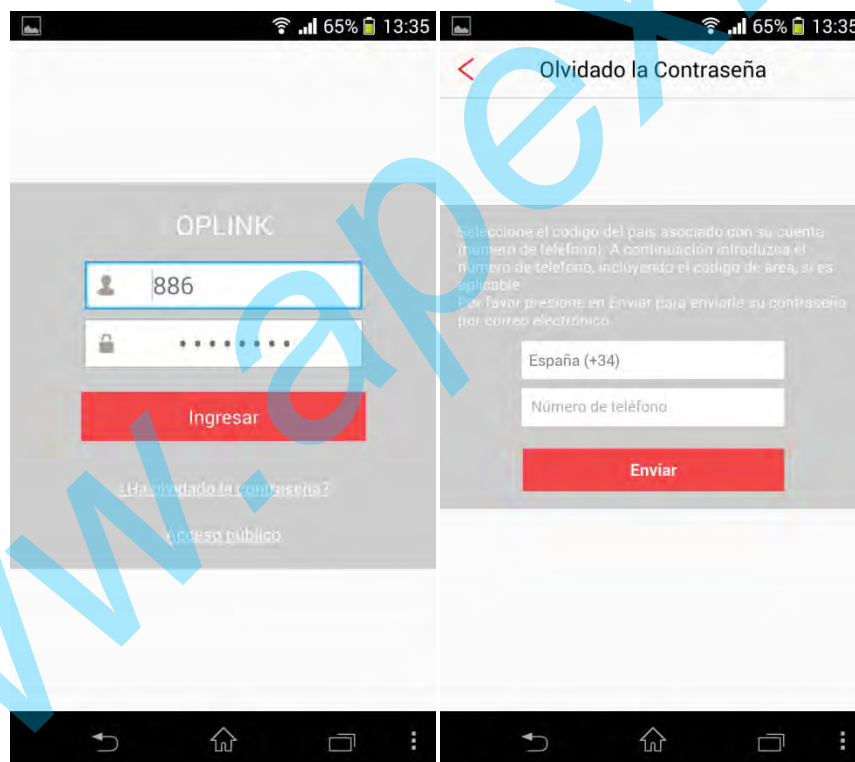 65% 13:35
OPLINK
886
Ingresar
¿Ha olvidado la contraseña?
Acceso público
65% 13:35
Olvidado la Contraseña
Seleccione el codigo del pais asociado con su cuenta
(número de teléfono). A continuación introduzca el
número de telefono, incluyendo el codigo de area, si es
aplicable
Por favor presione en Enviar para enviarle su contraseña
por correo electrónico
España (+34)
Número de teléfono
Enviar
w.apex